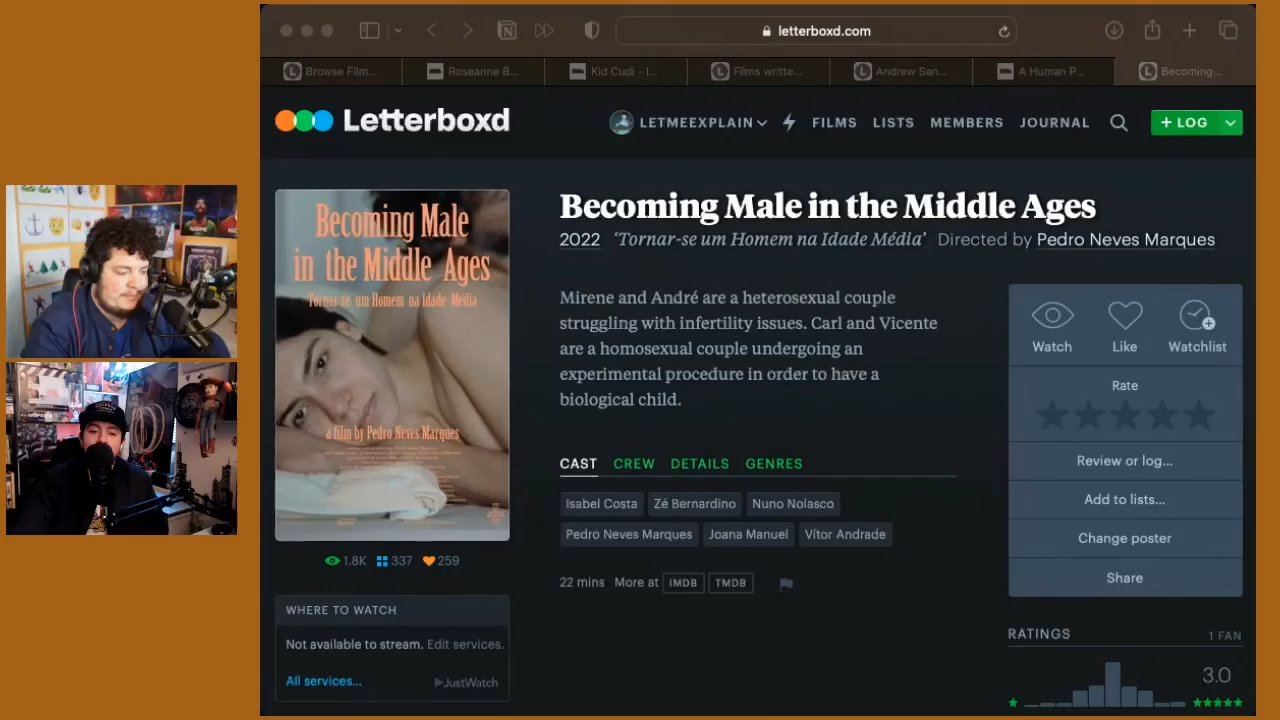 letterboxd.com
Browse Film...
Roseanne B...
Kid Cudi - I...
Films writte...
Andrew San...
A Human P...
Becoming...
Letterboxd
LETMEEXPLAIN
FILMS
LISTS
MEMBERS
JOURNAL
+ LOG
Becoming Male
in the Middle Ages
Tornar-se um Homem na Idade Média
a film by Pedro Neves Marques
1.8K 337 259
WHERE TO WATCH
Not available to stream. Edit services.
All services...
JustWatch
Becoming Male in the Middle Ages
2022 ‘Tornar-se um Homem na Idade Média’ Directed by Pedro Neves Marques
Mirene and André are a heterosexual couple
struggling with infertility issues. Carl and Vicente
are a homosexual couple undergoing an
experimental procedure in order to have a
biological child.
CAST CREW DETAILS GENRES
Isabel Costa Zé Bernardino Nuno Nolasco
Pedro Neves Marques Joana Manuel Vítor Andrade
22 mins More at IMDB TMDB
Watch Like Watchlist
Rate
Review or log...
Add to lists...
Change poster
Share
RATINGS 1 FAN
3.0